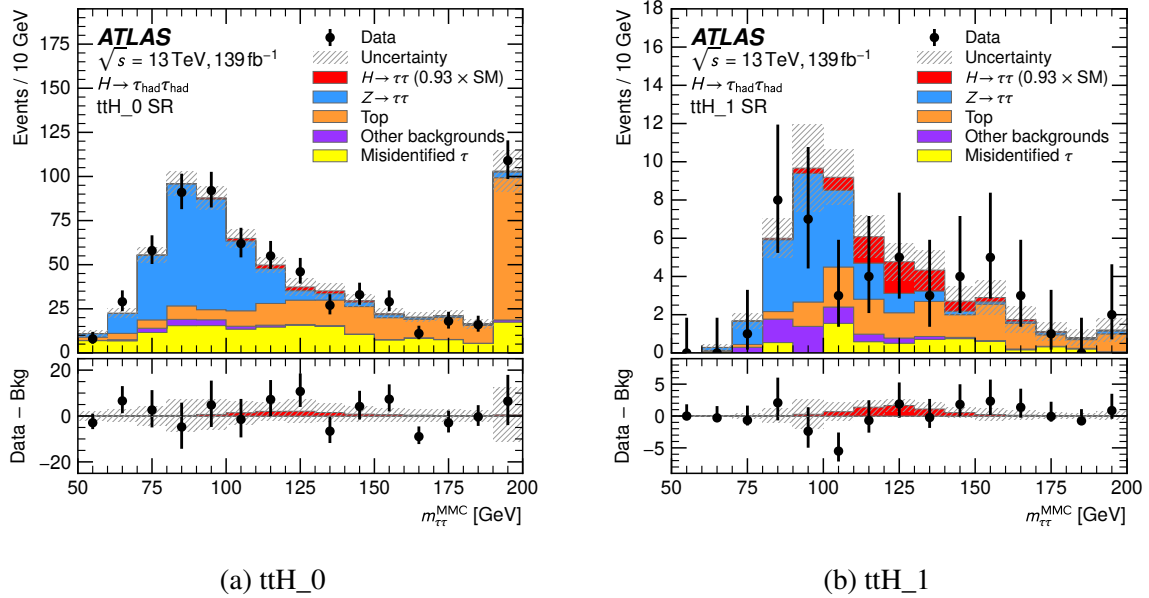 Events / 10 GeV
175
150
125
100
75
50
25
0
ATLAS
√s = 13 TeV, 139 fb⁻¹
H → τhadτhad
ttH_0 SR
Data
Uncertainty
H → ττ (0.93 × SM)
Z → ττ
Top
Other backgrounds
Misidentified τ
Data − Bkg
20
0
−20
50 75 100 125 150 175 200
mττMMC [GeV]
(a) ttH_0
Events / 10 GeV
18
16
14
12
10
8
6
4
2
0
ATLAS
√s = 13 TeV, 139 fb⁻¹
H → τhadτhad
ttH_1 SR
Data
Uncertainty
H → ττ (0.93 × SM)
Z → ττ
Top
Other backgrounds
Misidentified τ
Data − Bkg
5
0
−5
50 75 100 125 150 175 200
mττMMC [GeV]
(b) ttH_1